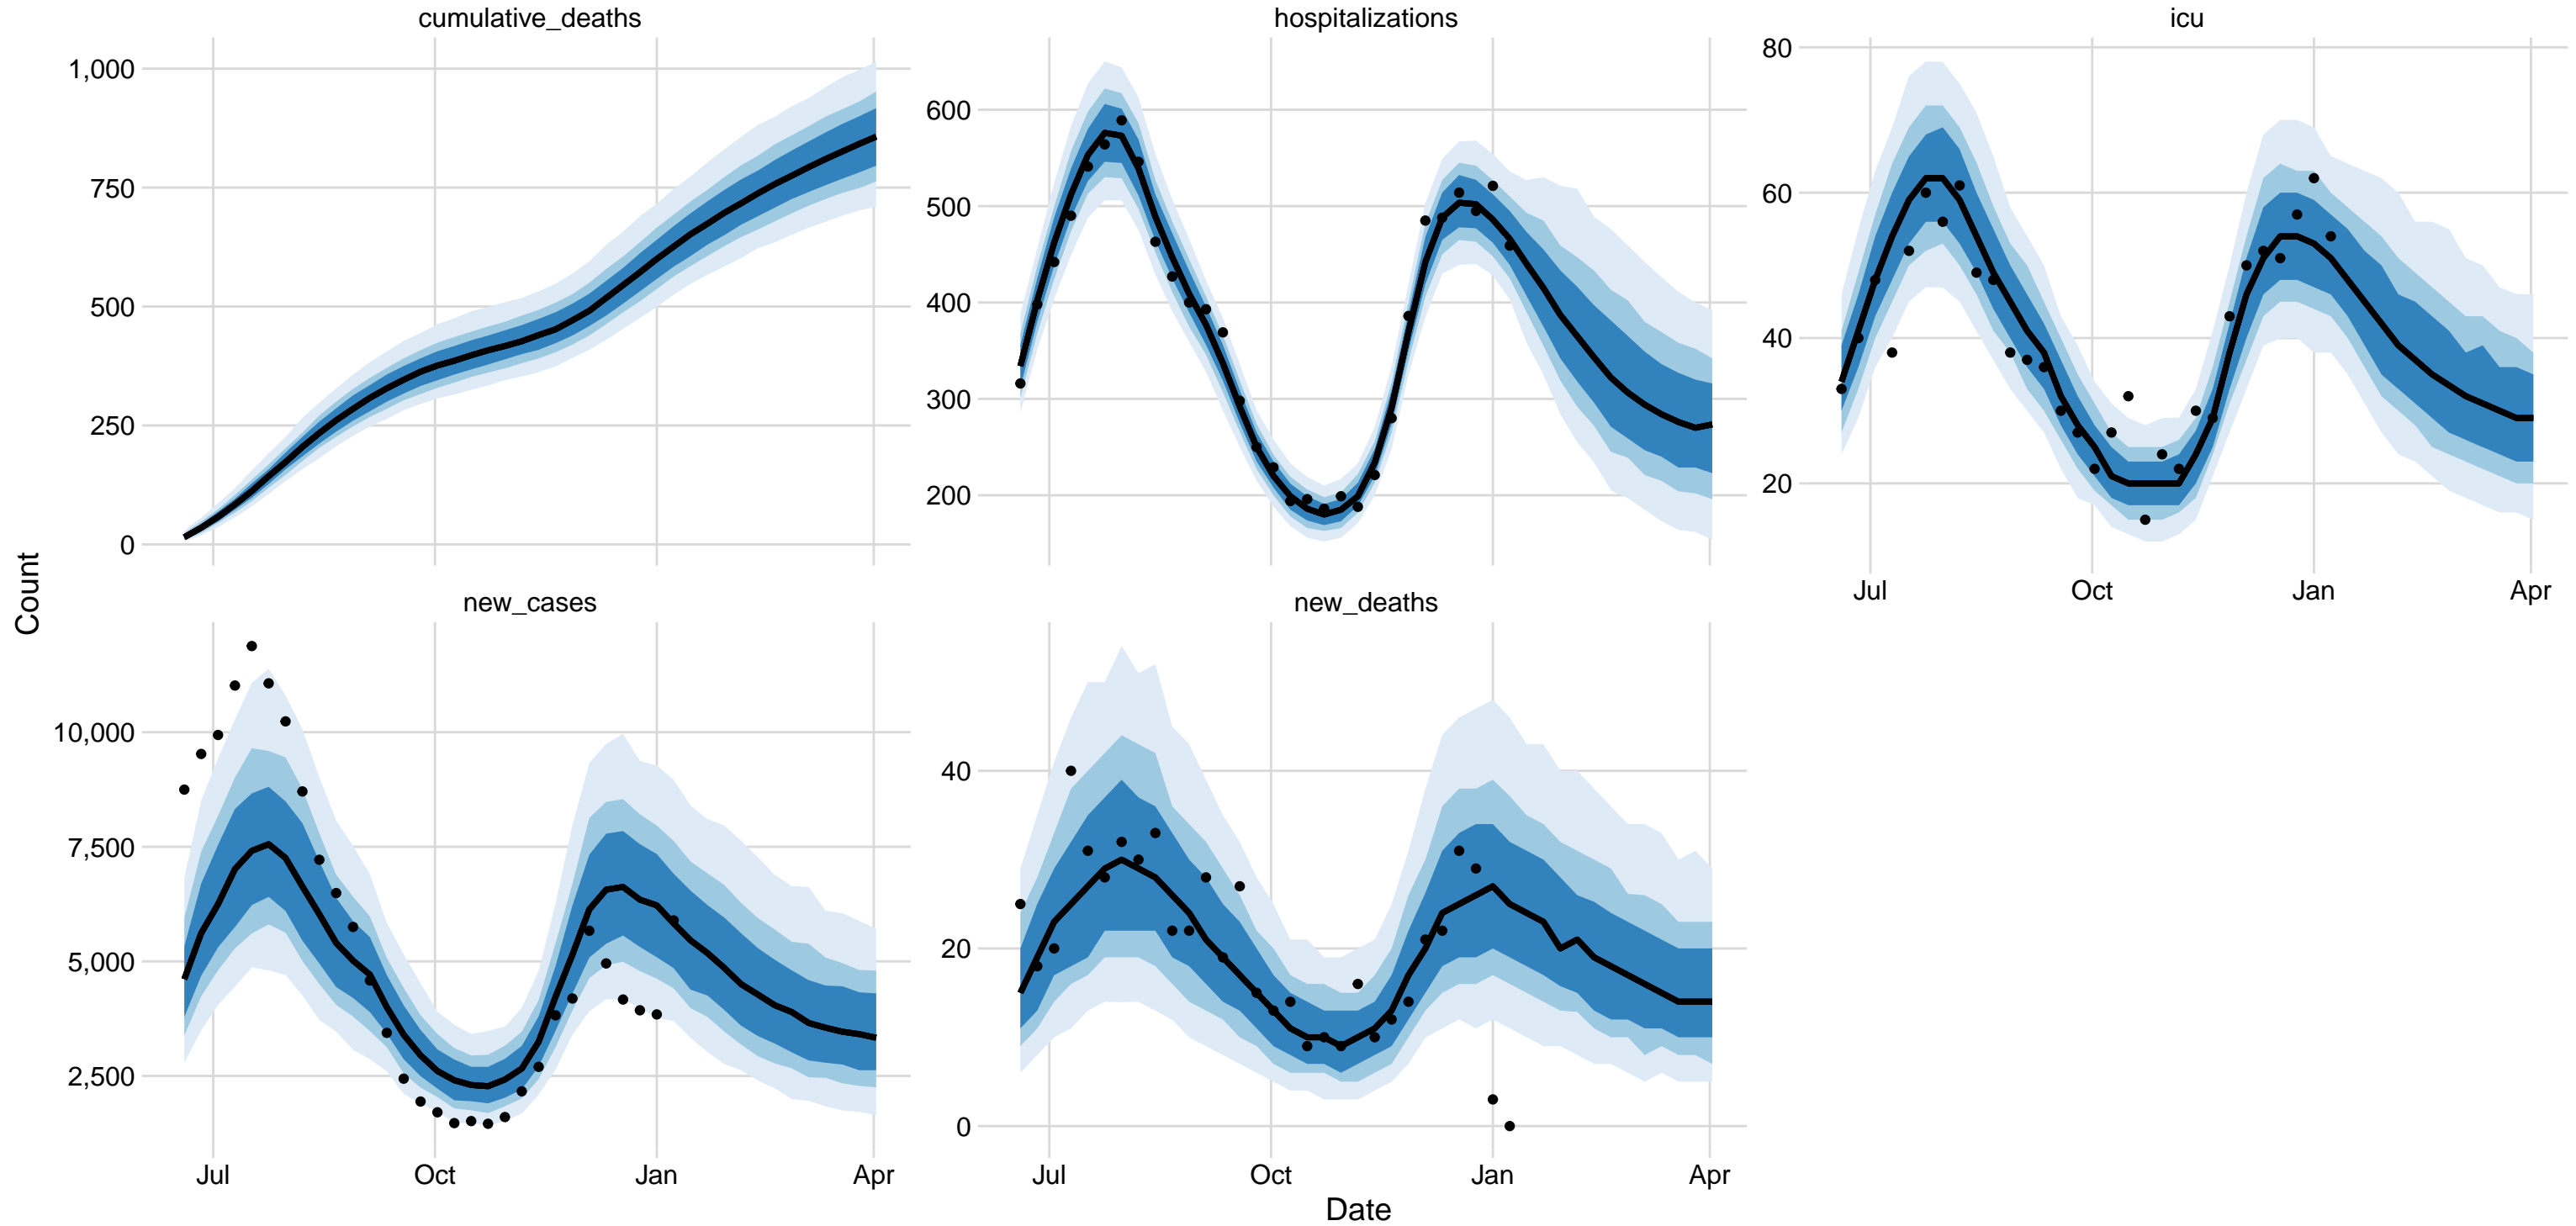 cumulative_deaths
hospitalizations
icu
1,000
750
500
250
0
600
500
400
300
200
80
60
40
20
Jul
Oct
Jan
Apr
Count
new_cases
new_deaths
10,000
7,500
5,000
2,500
40
20
0
Jul
Oct
Jan
Apr
Jul
Oct
Jan
Apr
Date